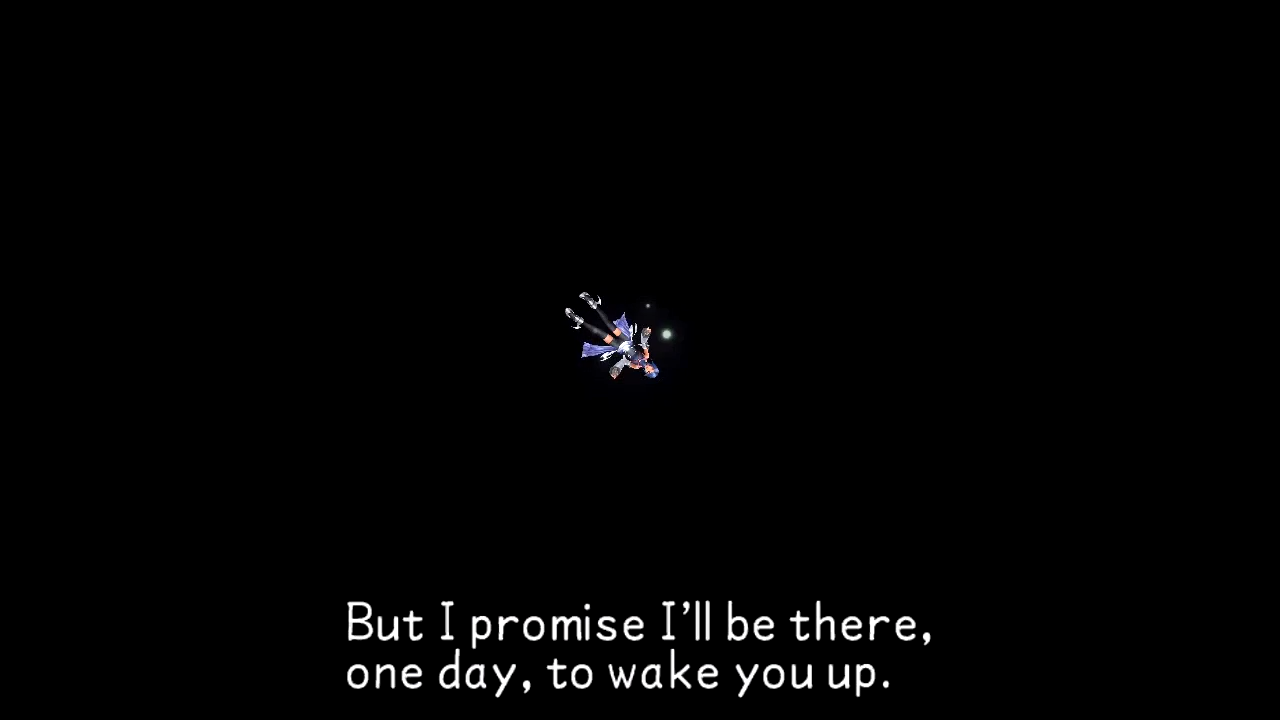 But I promise I'll be there,
one day, to wake you up.